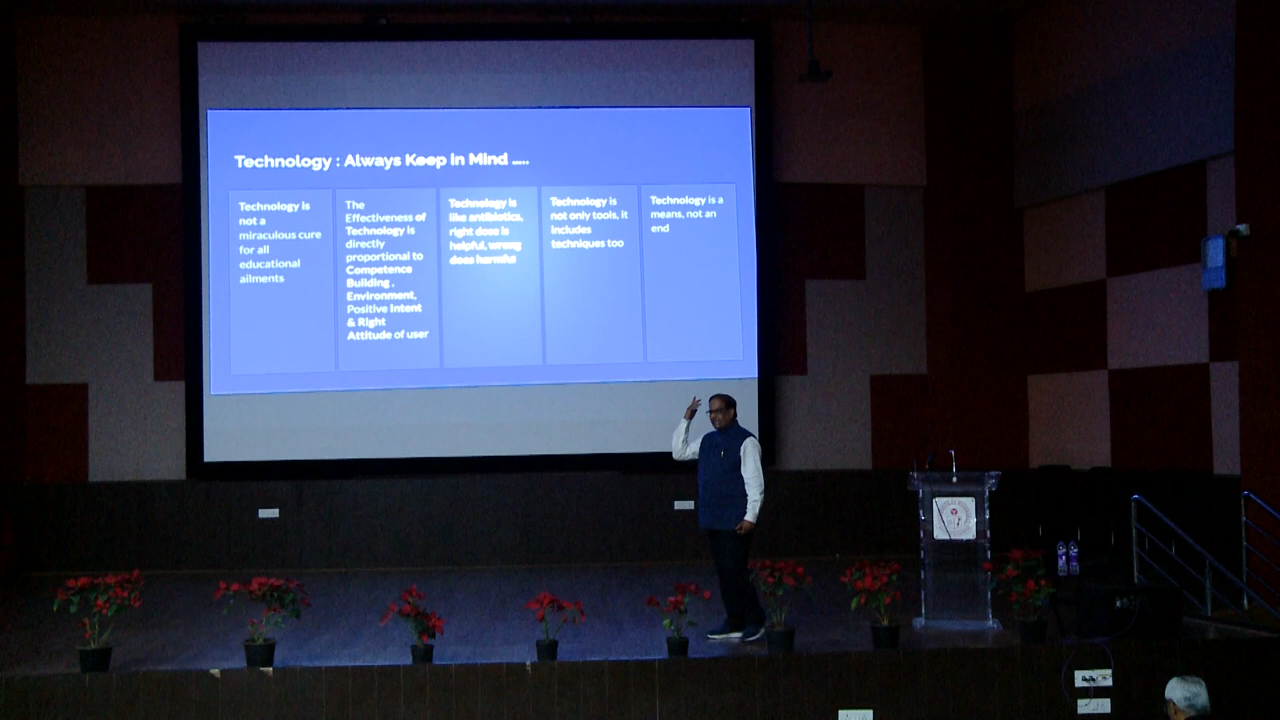 Technology : Always Keep in Mind .....
Technology is
not a
miraculous cure
for all
educational
ailments
The
Effectiveness of
Technology is
directly
proportional to
Competence
Building ,
Environment,
Positive Intent
& Right
Attitude of user
Technology is
like antibiotics,
right dose is
helpful, wrong
does harmful
Technology is
not only tools, it
includes
techniques too
Technology is a
means, not an
end